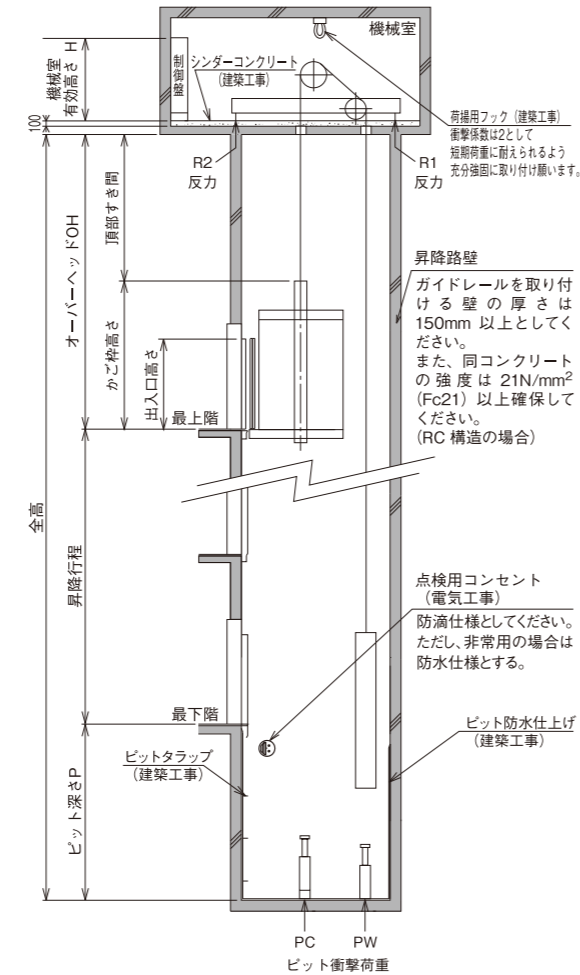 機械室
機械室
有効高さ H
制御盤
シンダーコンクリート
(建築工事)
荷揚用フック (建築工事)
衝撃係数は2として
短期荷重に耐えられるよう
充分強固に取り付け願います。
100
R2
反力
R1
反力
オーバーヘッドOH
頂部すき間
かご枠高さ
出入口高さ
昇降路壁
ガイドレールを取り付
ける壁の厚さは
150mm 以上としてく
ださい。
また、同コンクリート
の強度は 21N/mm²
(Fc21) 以上確保して
ください。
(RC 構造の場合)
最上階
全高
昇降行程
点検用コンセント
(電気工事)
防滴仕様としてください。
ただし、非常用の場合は
防水仕様とする。
最下階
ピットタラップ
(建築工事)
ピット防水仕上げ
(建築工事)
ピット深さP
PC
PW
ピット衝撃荷重